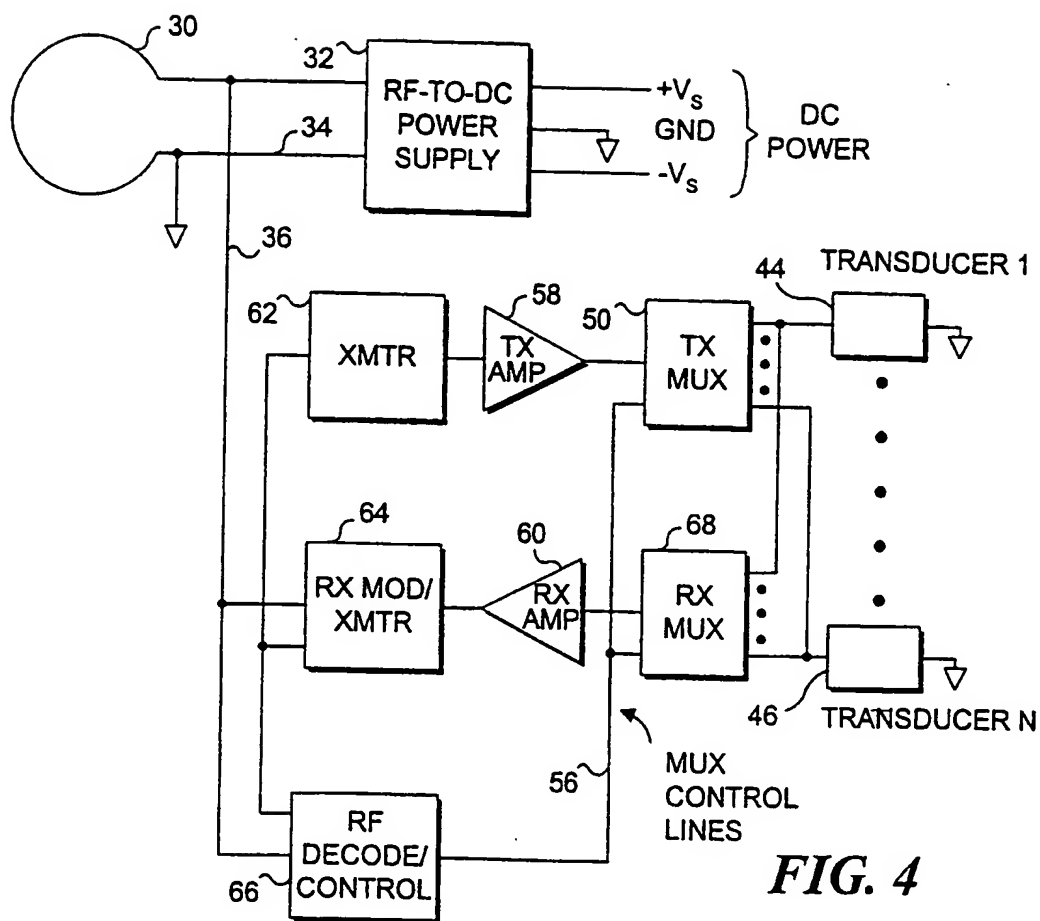 30
32
RF-TO-DC
POWER
SUPPLY
+Vs
GND
-Vs
DC
POWER
34
36
62
XMTR
58
TX
AMP
50
TX
MUX
44
TRANSDUCER 1
64
RX MOD/
XMTR
60
RX
AMP
68
RX
MUX
46
TRANSDUCER N
56
MUX
CONTROL
LINES
66
RF
DECODE/
CONTROL
FIG. 4